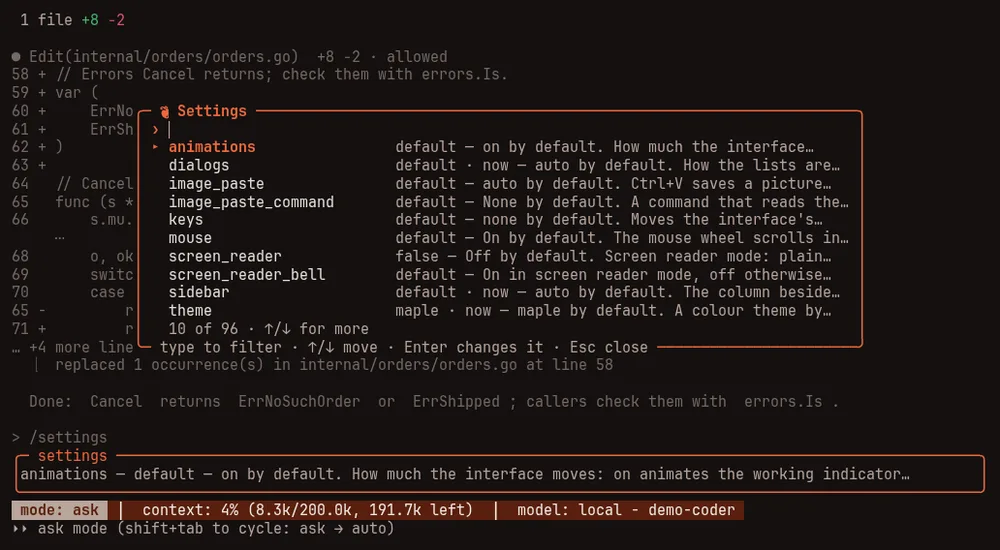 1 file +8 -2
● Edit(internal/orders/orders.go) +8 -2 · allowed
58 + // Errors Cancel returns; check them with errors.Is.
59 + var (
60 + ErrNo
61 + ErrSh
62 + )
63 +
64 // Cancel
65 func (s *
66 s.mu.
…
68 o, ok
69 switc
70 case
65 - r
71 + r
… +4 more line
Settings
›
▸ animations default — on by default. How much the interface…
dialogs default · now — auto by default. How the lists are…
image_paste default — auto by default. Ctrl+V saves a picture…
image_paste_command default — None by default. A command that reads the…
keys default — none by default. Moves the interface's…
mouse default — On by default. The mouse wheel scrolls in…
screen_reader false — Off by default. Screen reader mode: plain…
screen_reader_bell default — On in screen reader mode, off otherwise…
sidebar default · now — auto by default. The column beside…
theme maple · now — maple by default. A colour theme by…
10 of 96 · ↑/↓ for more
type to filter · ↑/↓ move · Enter changes it · Esc close
replaced 1 occurrence(s) in internal/orders/orders.go at line 58
Done: Cancel returns ErrNoSuchOrder or ErrShipped ; callers check them with errors.Is .
> /settings
settings
animations — default — on by default. How much the interface moves: on animates the working indicator…
mode: ask | context: 4% (8.3k/200.0k, 191.7k left) | model: local - demo-coder
▸▸ ask mode (shift+tab to cycle: ask → auto)